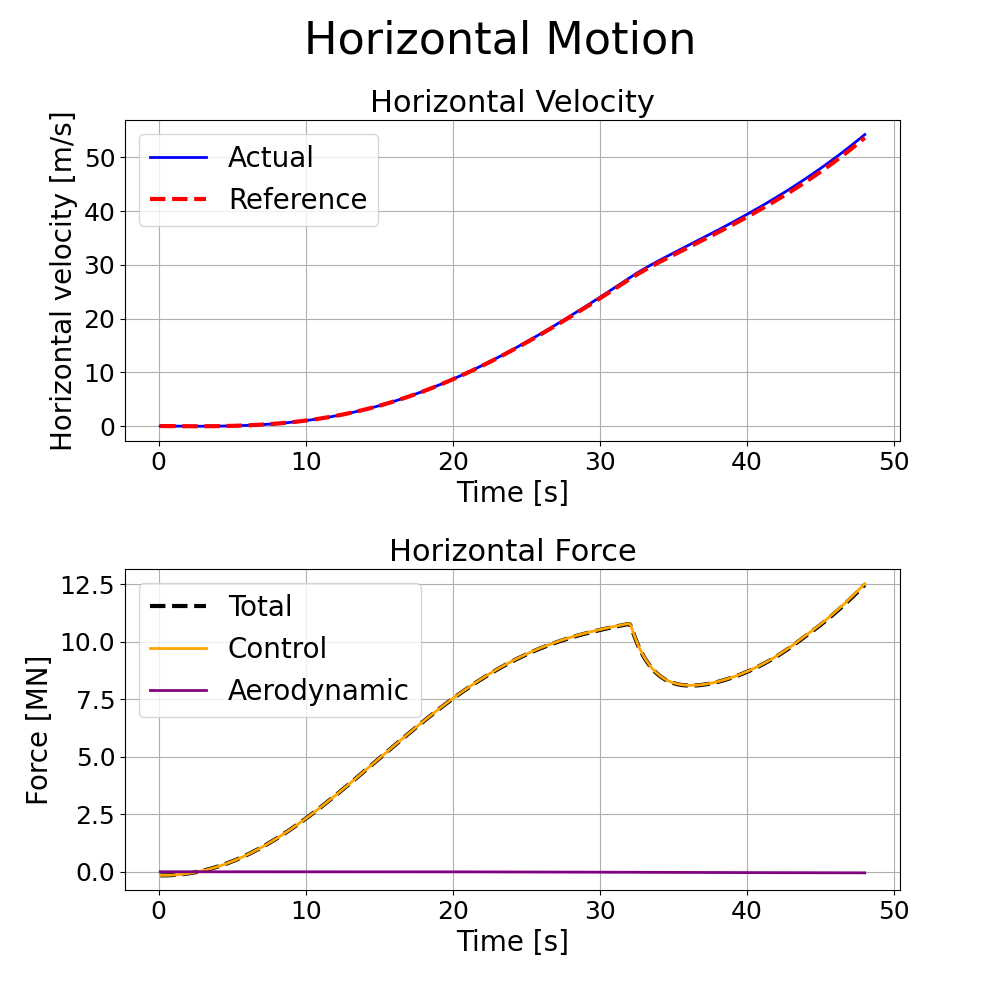 Horizontal Motion
Horizontal Velocity
Horizontal velocity [m/s]
50
40
30
20
10
0
Actual
Reference
0 10 20 30 40 50
Time [s]
Horizontal Force
Force [MN]
12.5
10.0
7.5
5.0
2.5
0.0
Total
Control
Aerodynamic
0 10 20 30 40 50
Time [s]